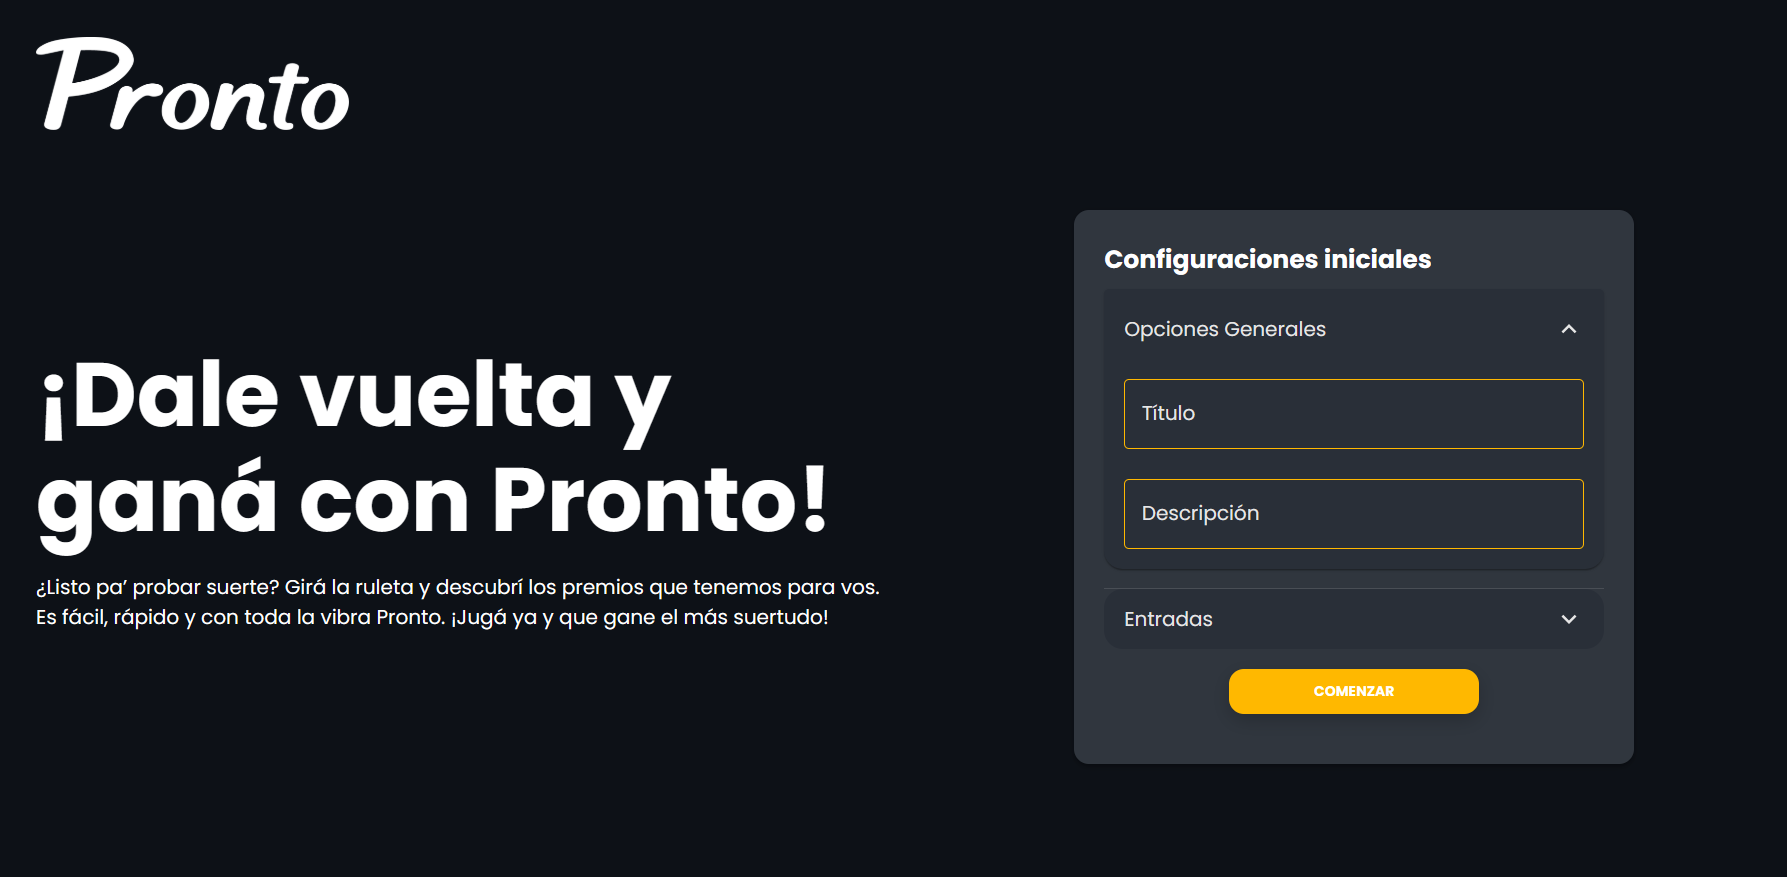 Pronto
¡Dale vuelta y
ganá con Pronto!
¿Listo pa’ probar suerte? Girá la ruleta y descubrí los premios que tenemos para vos.
Es fácil, rápido y con toda la vibra Pronto. ¡Jugá ya y que gane el más suertudo!
Configuraciones iniciales
Opciones Generales
Título
Descripción
Entradas
COMENZAR